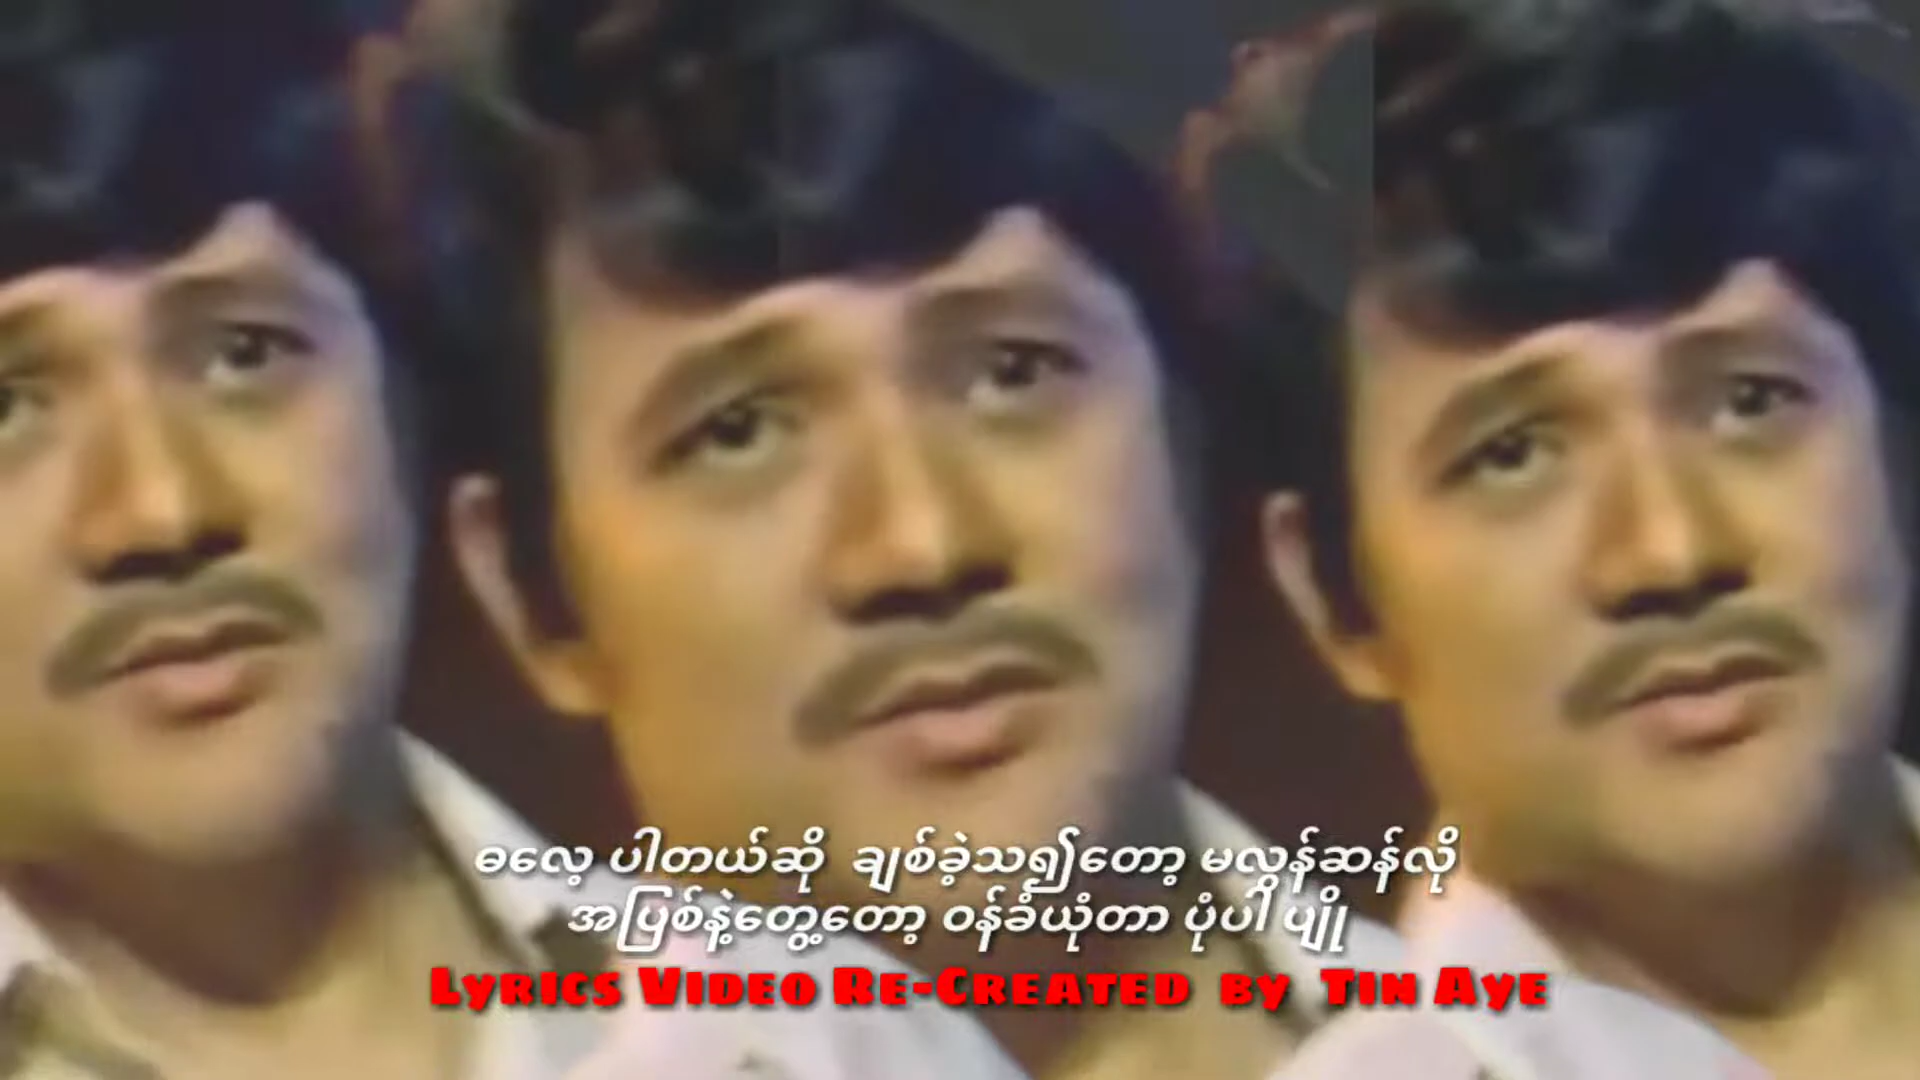 ဓလေ့ ပါတယ်ဆို ချစ်ခဲ့သ၍တော့ မလွန်ဆန်လို
အပြစ်နဲ့တွေ့တော့ ဝန်ခံယုံတာ ပုံပါ ပျို
Lyrics Video Re-Created by Tin Aye